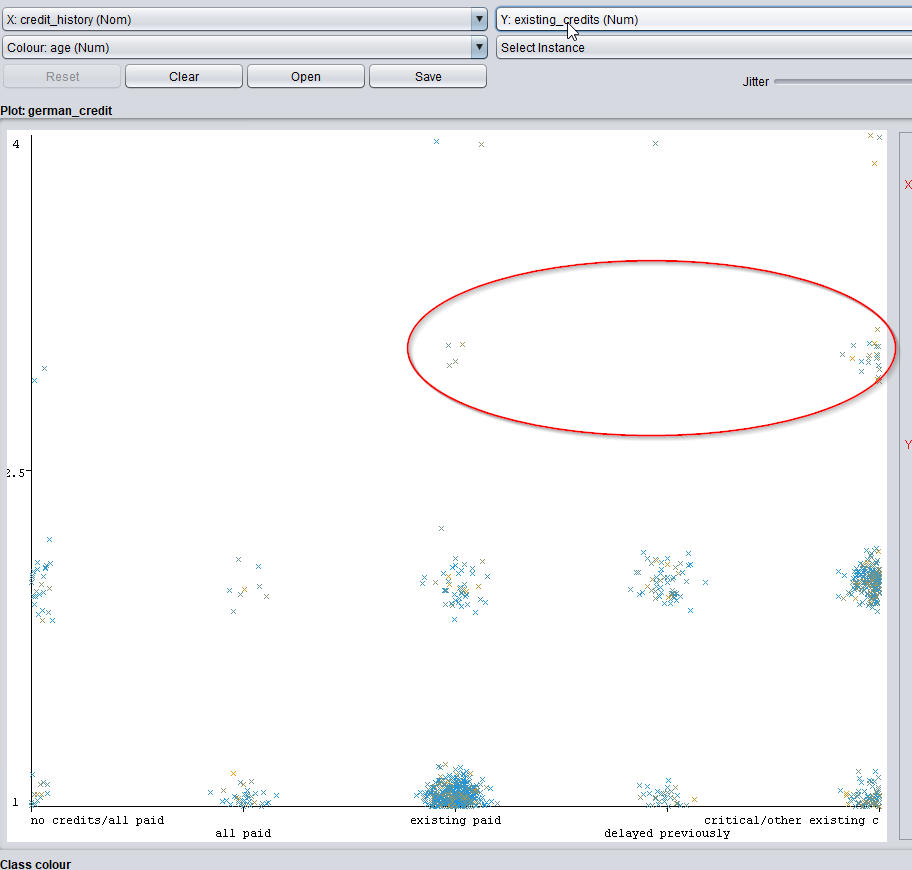 X: credit_history (Nom)
Y: existing_credits (Num)
Colour: age (Num)
Select Instance
Reset
Clear
Open
Save
Jitter
Plot: german_credit
4
X
Y
2.5
1
no credits/all paid
existing paid
critical/other existing c
all paid
delayed previously
Class colour